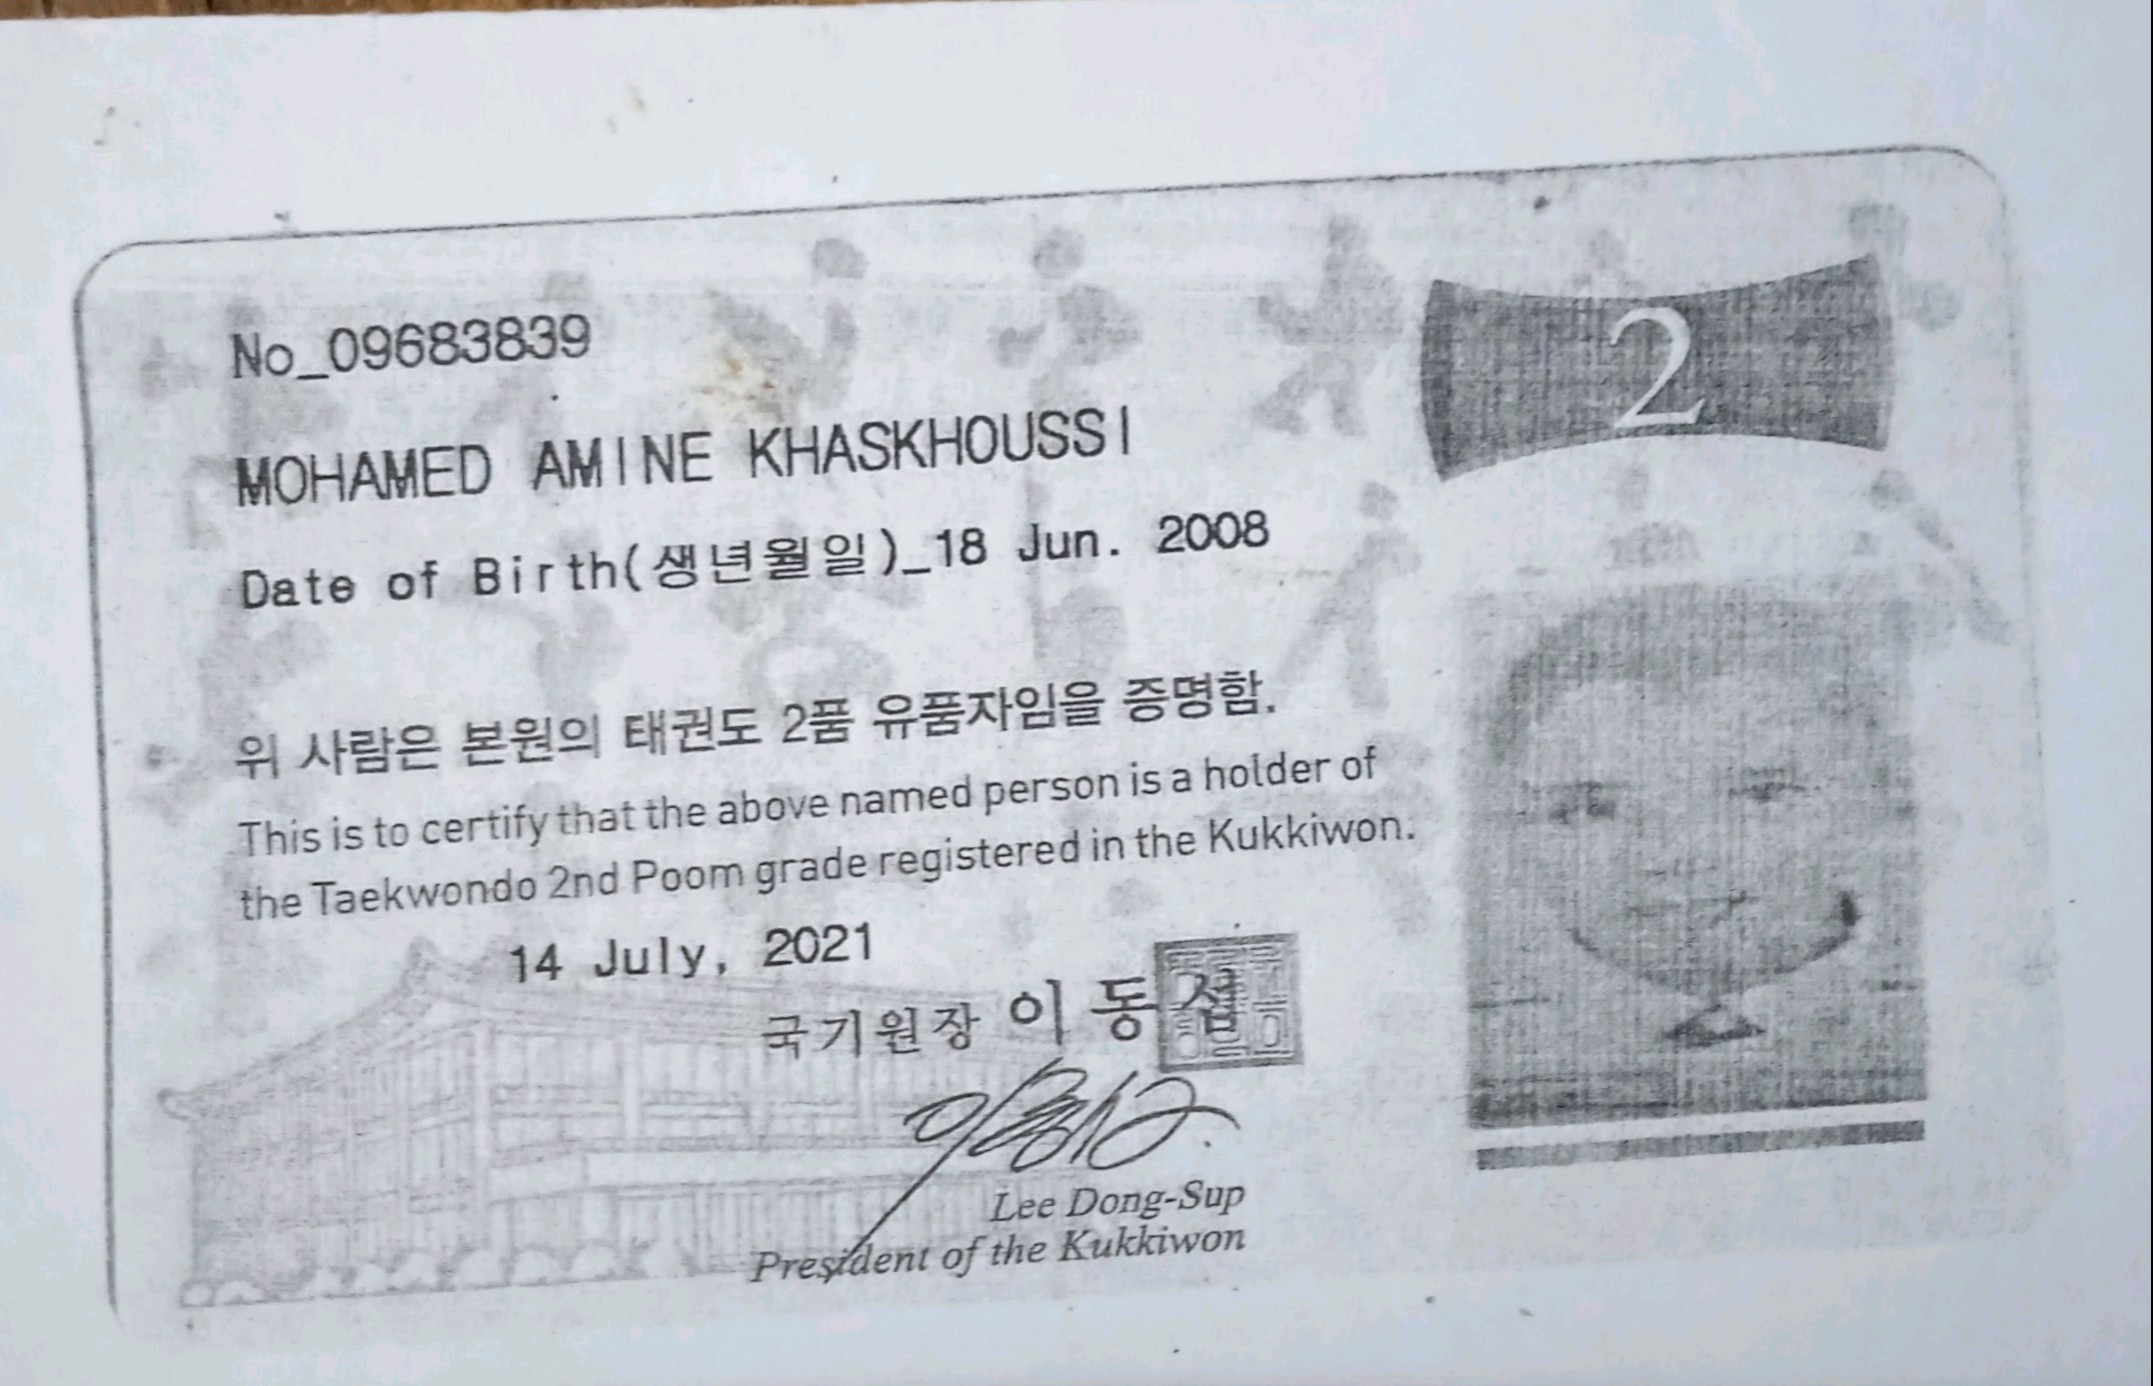 2
No_09683839
MOHAMED AMINE KHASKHOUSSI
Date of Birth(생년월일)_18 Jun. 2008
위 사람은 본원의 태권도 2품 유품자임을 증명함.
This is to certify that the above named person is a holder of
the Taekwondo 2nd Poom grade registered in the Kukkiwon.
14 July, 2021
국기원장 이동섭
Lee Dong-Sup
President of the Kukkiwon